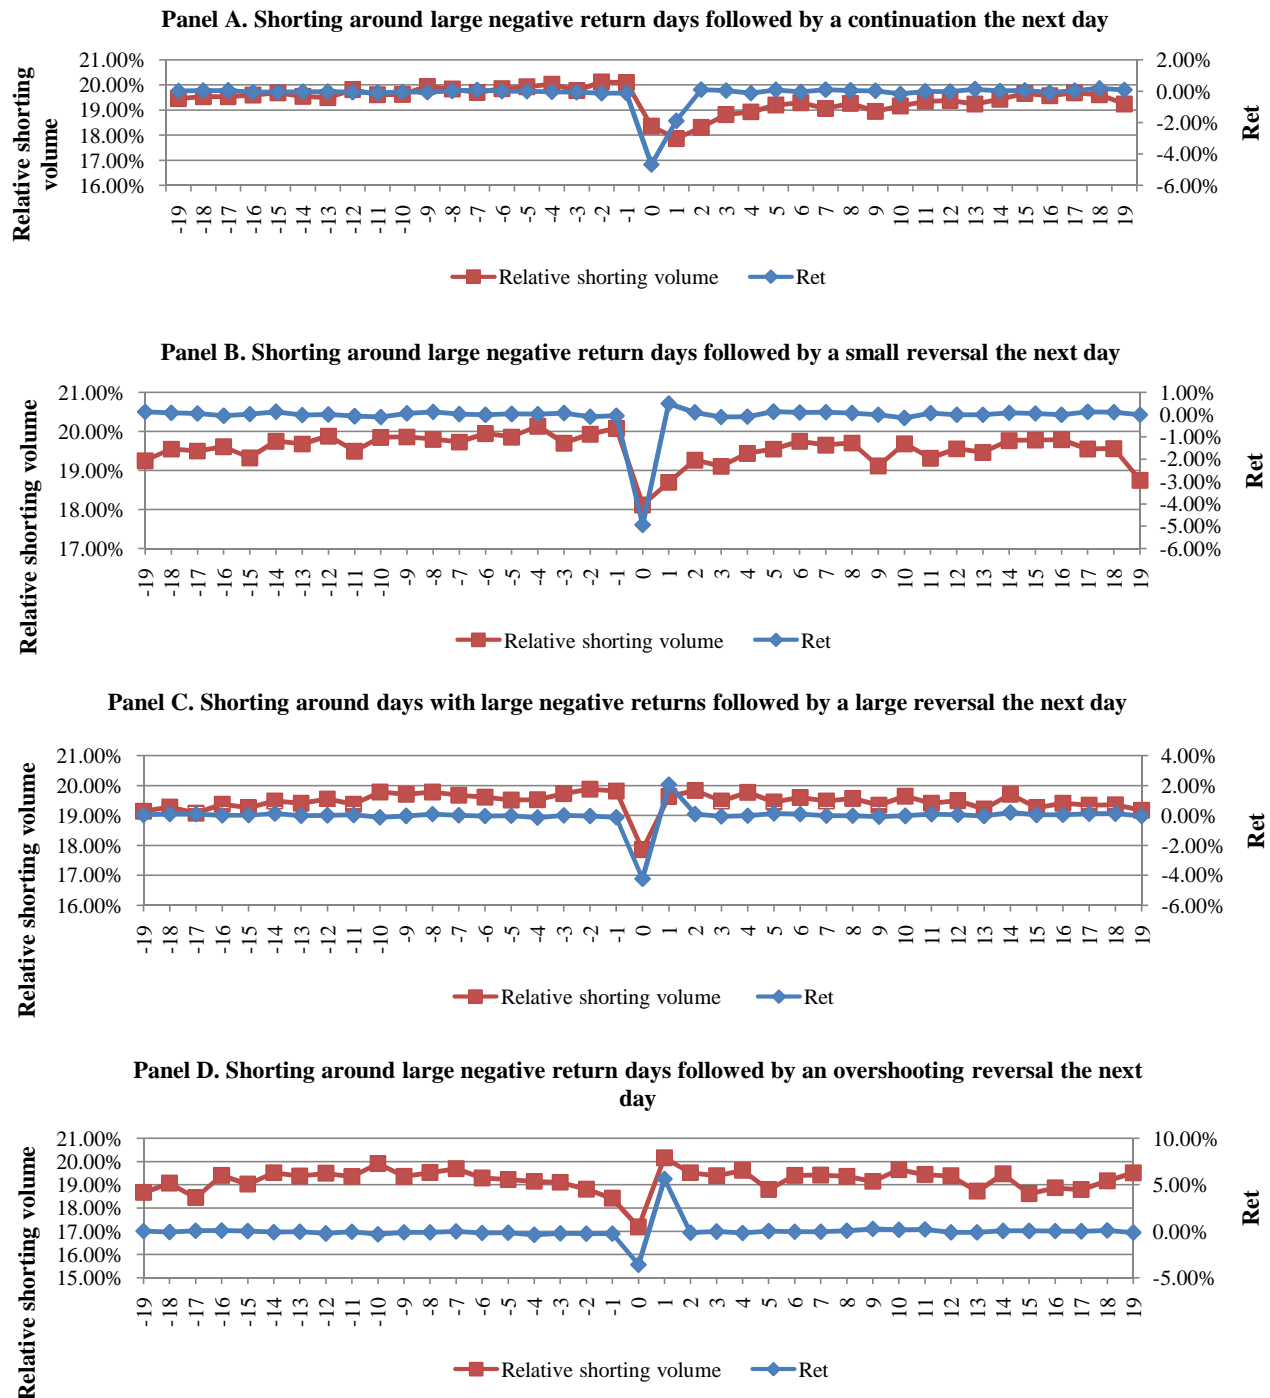 Panel A. Shorting around large negative return days followed by a continuation the next day
Relative shorting
volume
21.00%
20.00%
19.00%
18.00%
17.00%
16.00%
2.00%
0.00%
-2.00%
-4.00%
-6.00%
Ret
-19 -18 -17 -16 -15 -14 -13 -12 -11 -10 -9 -8 -7 -6 -5 -4 -3 -2 -1 0 1 2 3 4 5 6 7 8 9 10 11 12 13 14 15 16 17 18 19
Relative shorting volume Ret
Panel B. Shorting around large negative return days followed by a small reversal the next day
Relative shorting volume
21.00%
20.00%
19.00%
18.00%
17.00%
1.00%
0.00%
-1.00%
-2.00%
-3.00%
-4.00%
-5.00%
-6.00%
Ret
-19 -18 -17 -16 -15 -14 -13 -12 -11 -10 -9 -8 -7 -6 -5 -4 -3 -2 -1 0 1 2 3 4 5 6 7 8 9 10 11 12 13 14 15 16 17 18 19
Relative shorting volume Ret
Panel C. Shorting around days with large negative returns followed by a large reversal the next day
Relative shorting volume
21.00%
20.00%
19.00%
18.00%
17.00%
16.00%
4.00%
2.00%
0.00%
-2.00%
-4.00%
-6.00%
Ret
-19 -18 -17 -16 -15 -14 -13 -12 -11 -10 -9 -8 -7 -6 -5 -4 -3 -2 -1 0 1 2 3 4 5 6 7 8 9 10 11 12 13 14 15 16 17 18 19
Relative shorting volume Ret
Panel D. Shorting around large negative return days followed by an overshooting reversal the next
day
Relative shorting volume
21.00%
20.00%
19.00%
18.00%
17.00%
16.00%
15.00%
10.00%
5.00%
0.00%
-5.00%
Ret
-19 -18 -17 -16 -15 -14 -13 -12 -11 -10 -9 -8 -7 -6 -5 -4 -3 -2 -1 0 1 2 3 4 5 6 7 8 9 10 11 12 13 14 15 16 17 18 19
Relative shorting volume Ret